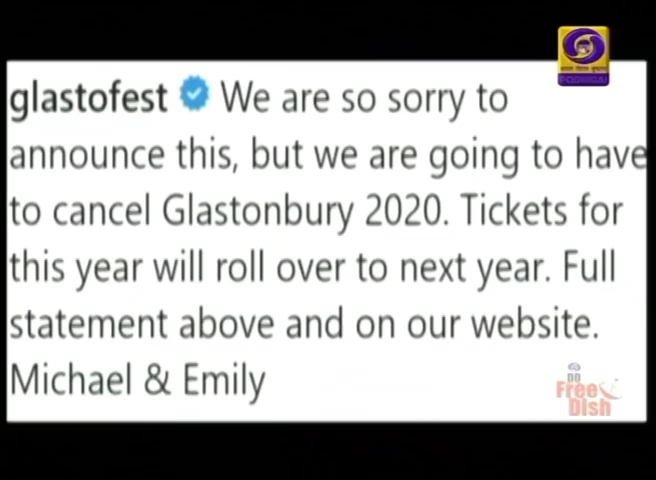 glastofest We are so sorry to
announce this, but we are going to have
to cancel Glastonbury 2020. Tickets for
this year will roll over to next year. Full
statement above and on our website.
Michael & Emily
PODHIGAI
DD
Free
Dish